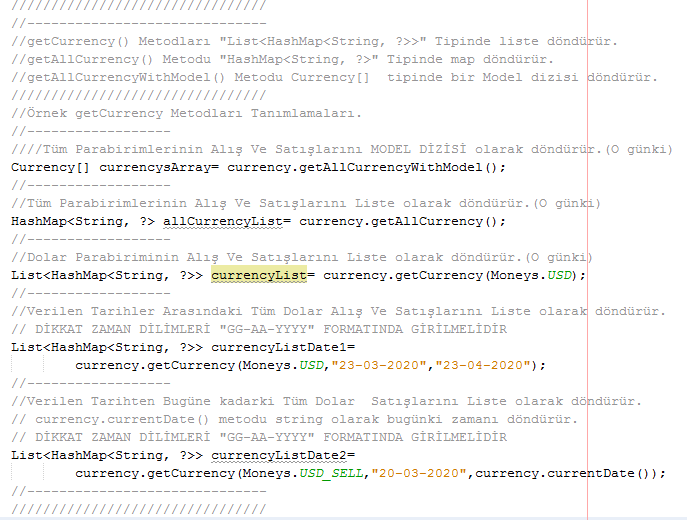 ////////////////////////////////
//------------------------------
//getCurrency() Metodları "List<HashMap<String, ?>>" Tipinde liste döndürür.
//getAllCurrency() Metodu "HashMap<String, ?>" Tipinde map döndürür.
//getAllCurrencyWithModel() Metodu Currency[]  tipinde bir Model dizisi döndürür.
////////////////////////////////
//Örnek getCurrency Metodları Tanımlamaları.
//------------------
////Tüm Parabirimlerinin Alış Ve Satışlarını MODEL DİZİSİ olarak döndürür.(O günki)
Currency[] currencysArray= currency.getAllCurrencyWithModel();
//------------------
//Tüm Parabirimlerinin Alış Ve Satışlarını Liste olarak döndürür.(O günki)
HashMap<String, ?> allCurrencyList= currency.getAllCurrency();
//------------------
//Dolar Parabiriminin Alış Ve Satışlarını Liste olarak döndürür.(O günki)
List<HashMap<String, ?>> currencyList= currency.getCurrency(Moneys.USD);
//------------------
//Verilen Tarihler Arasındaki Tüm Dolar Alış Ve Satışlarını Liste olarak döndürür.
// DİKKAT ZAMAN DİLİMLERİ "GG-AA-YYYY" FORMATINDA GİRİLMELİDİR
List<HashMap<String, ?>> currencyListDate1=
currency.getCurrency(Moneys.USD,"23-03-2020","23-04-2020");
//------------------
//Verilen Tarihten Bugüne kadarki Tüm Dolar  Satışlarını Liste olarak döndürür.
// currency.currentDate() metodu string olarak bugünki zamanı döndürür.
// DİKKAT ZAMAN DİLİMLERİ "GG-AA-YYYY" FORMATINDA GİRİLMELİDİR
List<HashMap<String, ?>> currencyListDate2=
currency.getCurrency(Moneys.USD_SELL,"20-03-2020",currency.currentDate());
//------------------------------
////////////////////////////////